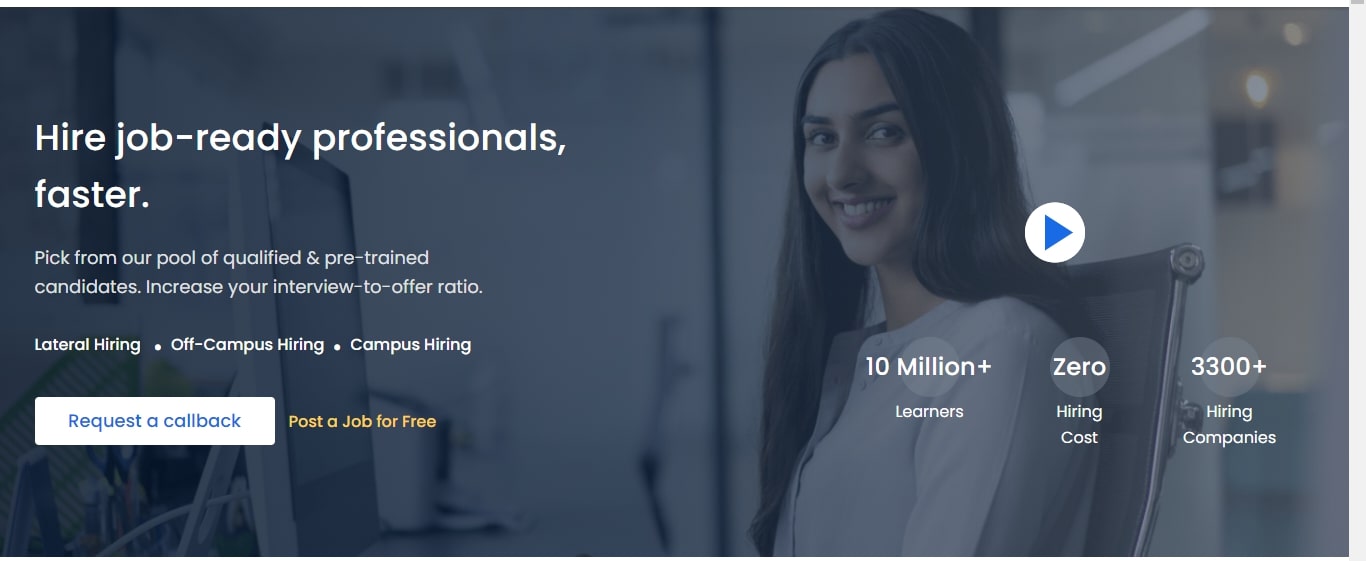 Hire job-ready professionals,
faster.
Pick from our pool of qualified & pre-trained
candidates. Increase your interview-to-offer ratio.
Lateral Hiring • Off-Campus Hiring • Campus Hiring
Request a callback
Post a Job for Free
10 Million+
Learners
Zero
Hiring
Cost
3300+
Hiring
Companies